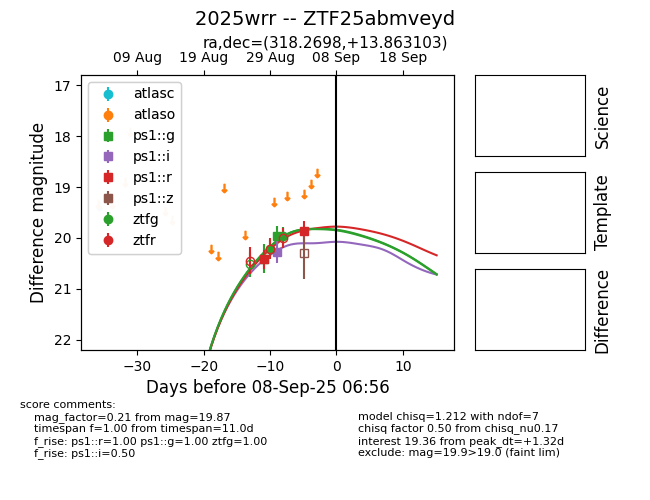 2025wrr -- ZTF25abmveyd
ra,dec=(318.2698,+13.863103)
09 Aug 19 Aug 29 Aug 08 Sep 18 Sep
17
18
19
20
21
22
Difference magnitude
atlasc
atlaso
ps1::g
ps1::i
ps1::r
ps1::z
ztfg
ztfr
−30 −20 −10 0 10
Days before 08-Sep-25 06:56
Science
Template
Difference
score comments:
mag_factor=0.21 from mag=19.87
timespan f=1.00 from timespan=11.0d
f_rise: ps1::r=1.00 ps1::g=1.00 ztfg=1.00
f_rise: ps1::i=0.50
model chisq=1.212 with ndof=7
chisq factor 0.50 from chisq_nu0.17
interest 19.36 from peak_dt=+1.32d
exclude: mag=19.9>19.0 (faint lim)